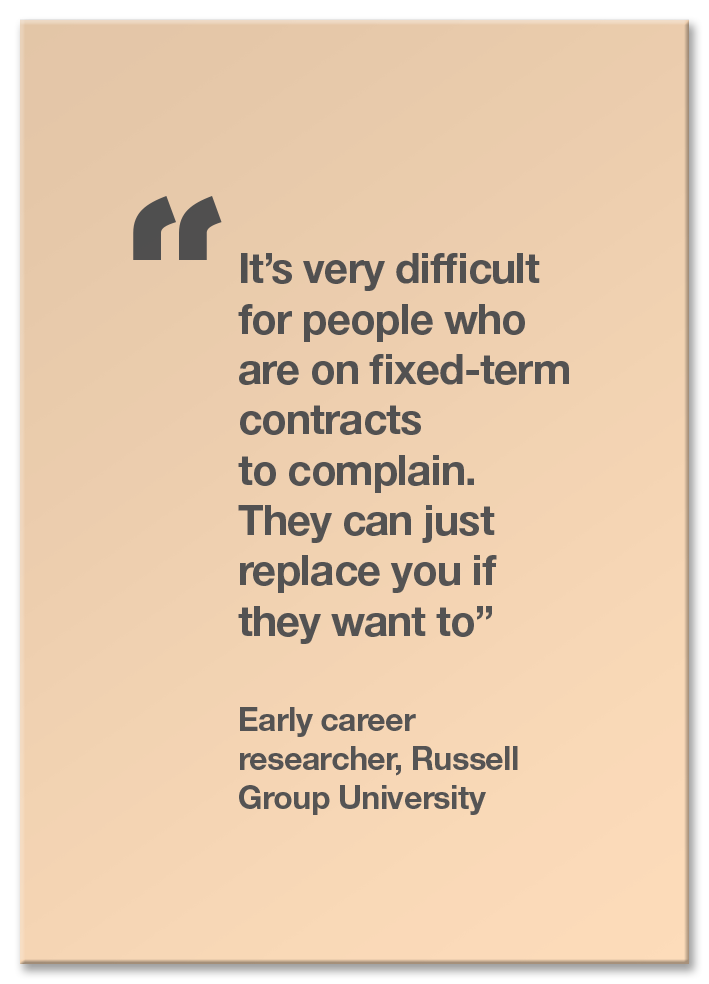 “
It’s very difficult
for people who
are on fixed-term
contracts
to complain.
They can just
replace you if
they want to”
Early career
researcher, Russell
Group University